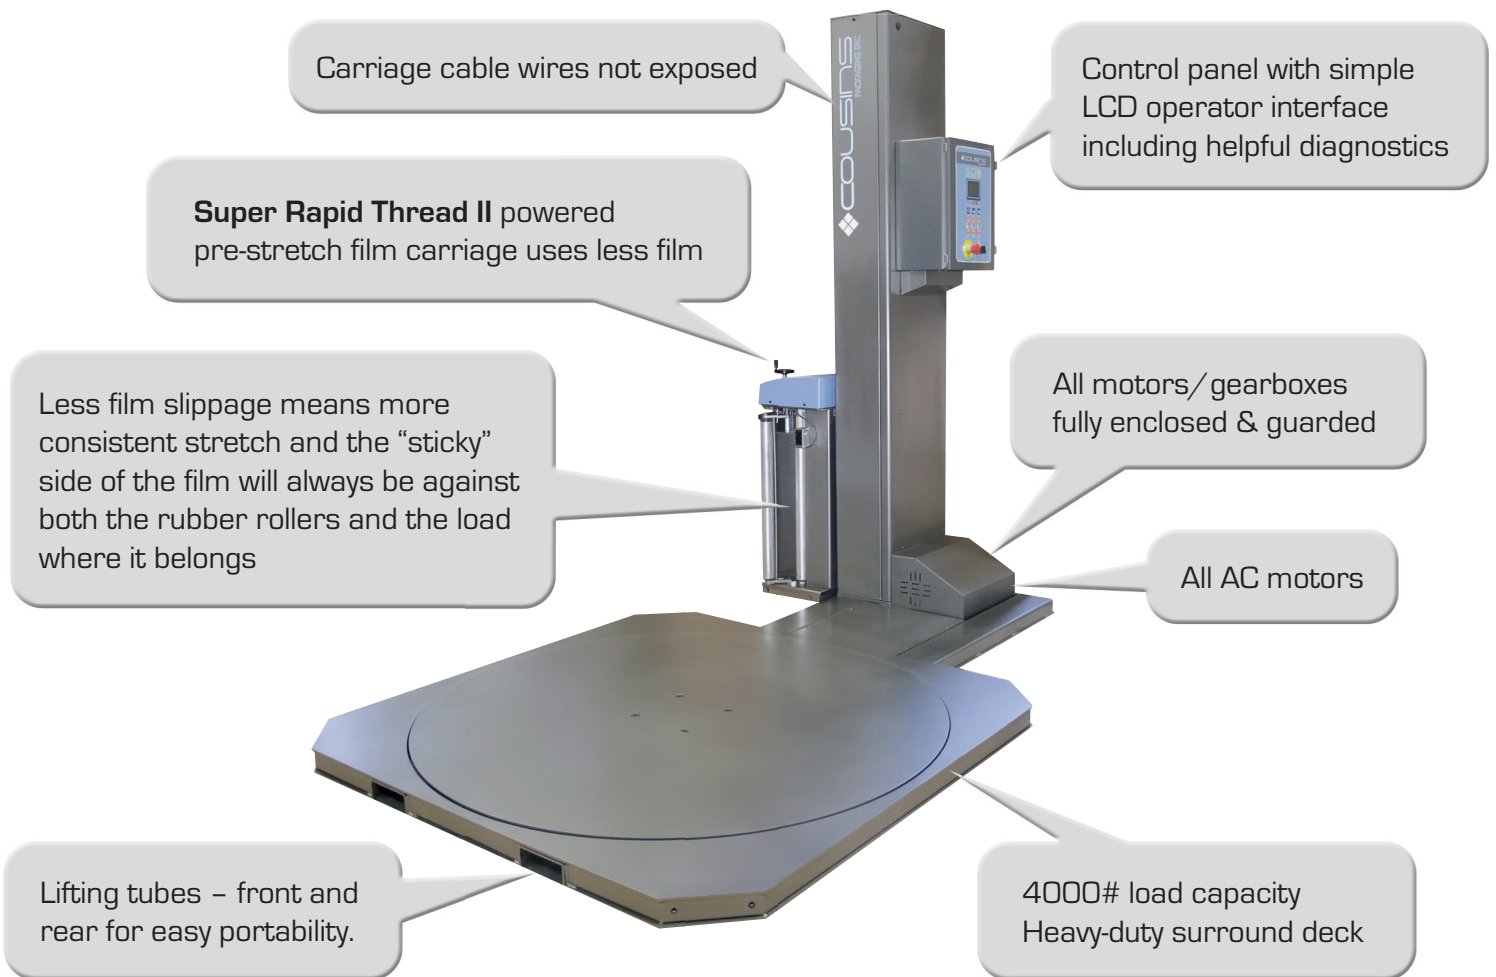 Carriage cable wires not exposed
Control panel with simple
LCD operator interface
including helpful diagnostics
COUSINS
PACKAGING INC
COUSINS
Super Rapid Thread II powered
pre-stretch film carriage uses less film
Less film slippage means more
consistent stretch and the “sticky”
side of the film will always be against
both the rubber rollers and the load
where it belongs
All motors/gearboxes
fully enclosed & guarded
All AC motors
Lifting tubes – front and
rear for easy portability.
4000# load capacity
Heavy-duty surround deck